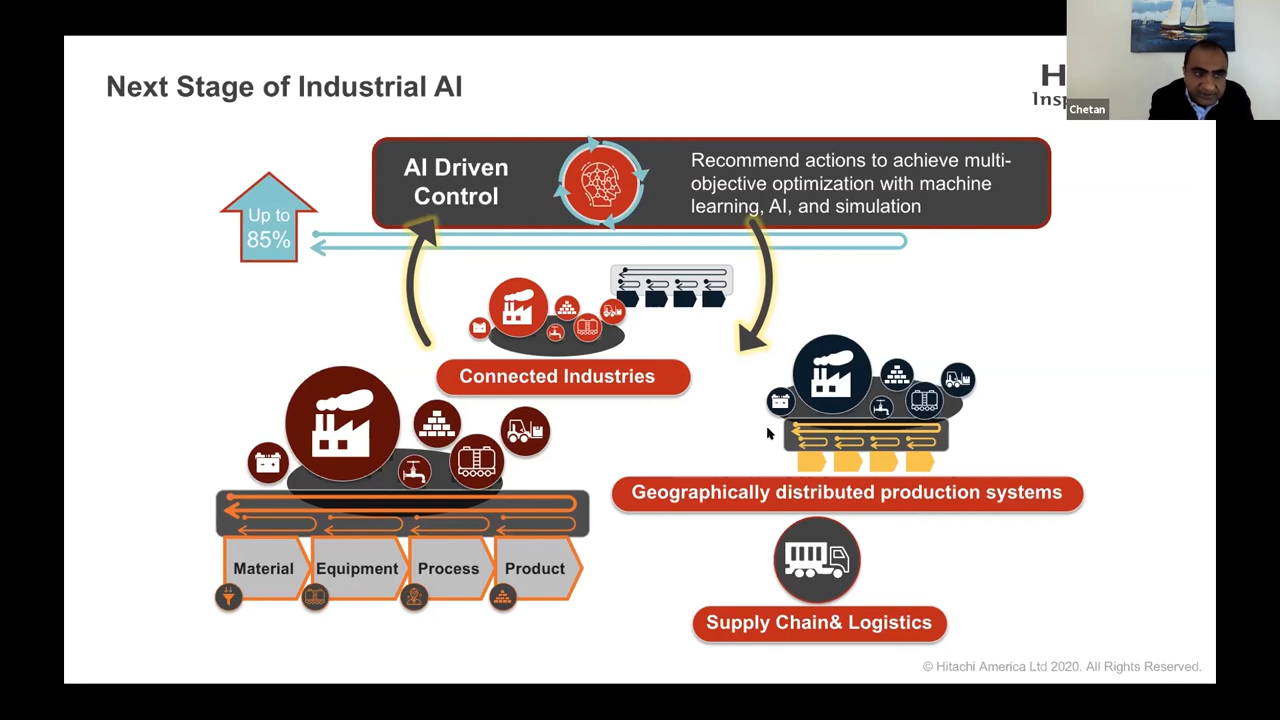 Next Stage of Industrial AI
Chetan
AI Driven
Control
Recommend actions to achieve multi-
objective optimization with machine
learning, AI, and simulation
Up to
85%
Connected Industries
Geographically distributed production systems
Material
Equipment
Process
Product
Supply Chain& Logistics
© Hitachi America Ltd 2020. All Rights Reserved.